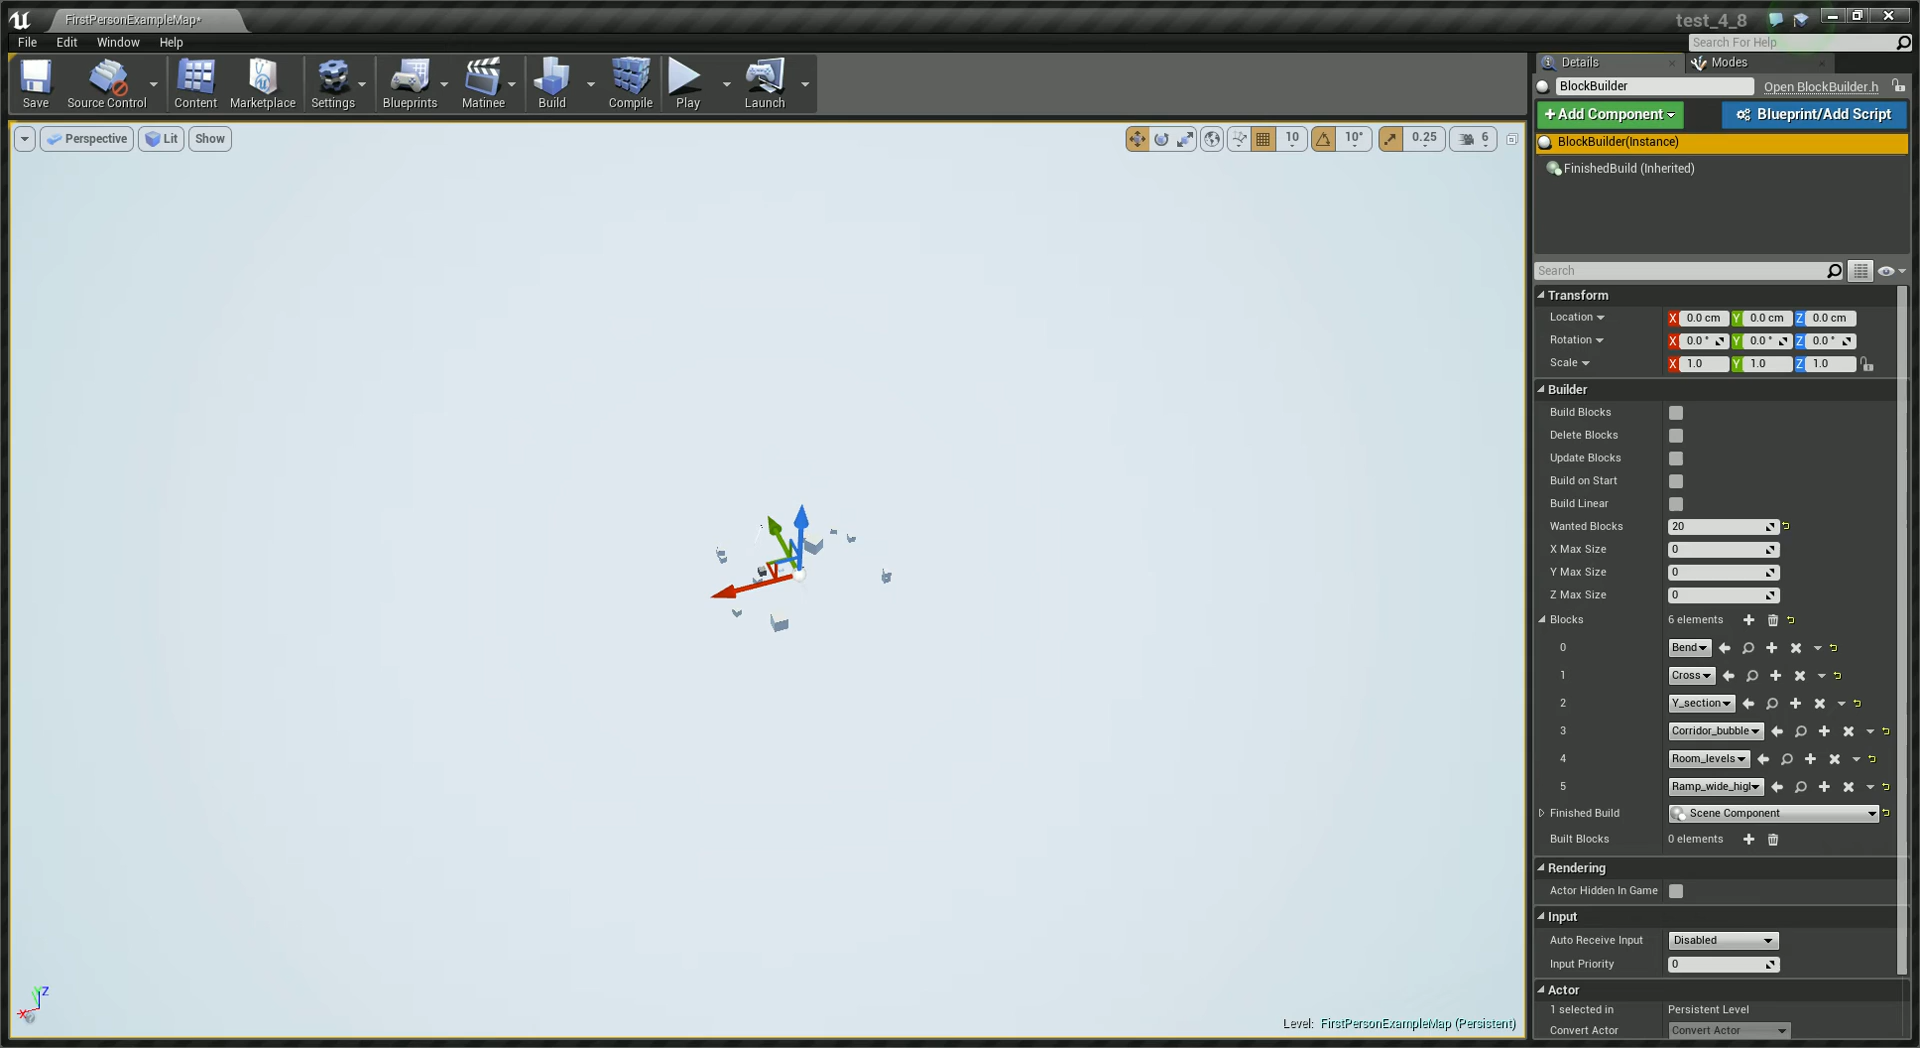 FirstPersonExampleMap*
test_4_8
File Edit Window Help
Search For Help
Save Source Control Content Marketplace Settings Blueprints Matinee Build Compile Play Launch
Details Modes
BlockBuilder Open BlockBuilder.h
Add Component Blueprint/Add Script
Perspective Lit Show 10 10° 0.25 6
BlockBuilder(Instance)
FinishedBuild (Inherited)
Search
Transform
Location X 0.0 cm Y 0.0 cm Z 0.0 cm
Rotation X 0.0 ° Y 0.0 ° Z 0.0 °
Scale X 1.0 Y 1.0 Z 1.0
Builder
Build Blocks
Delete Blocks
Update Blocks
Build on Start
Build Linear
Wanted Blocks 20
X Max Size 0
Y Max Size 0
Z Max Size 0
Blocks 6 elements
0 Bend
1 Cross
2 Y_section
3 Corridor_bubble
4 Room_levels
5 Ramp_wide_higl
Finished Build Scene Component
Built Blocks 0 elements
Rendering
Actor Hidden In Game
Input
Auto Receive Input Disabled
Input Priority 0
Actor
1 selected in Persistent Level
Convert Actor Convert Actor
Z
Y
X
Level: FirstPersonExampleMap (Persistent)